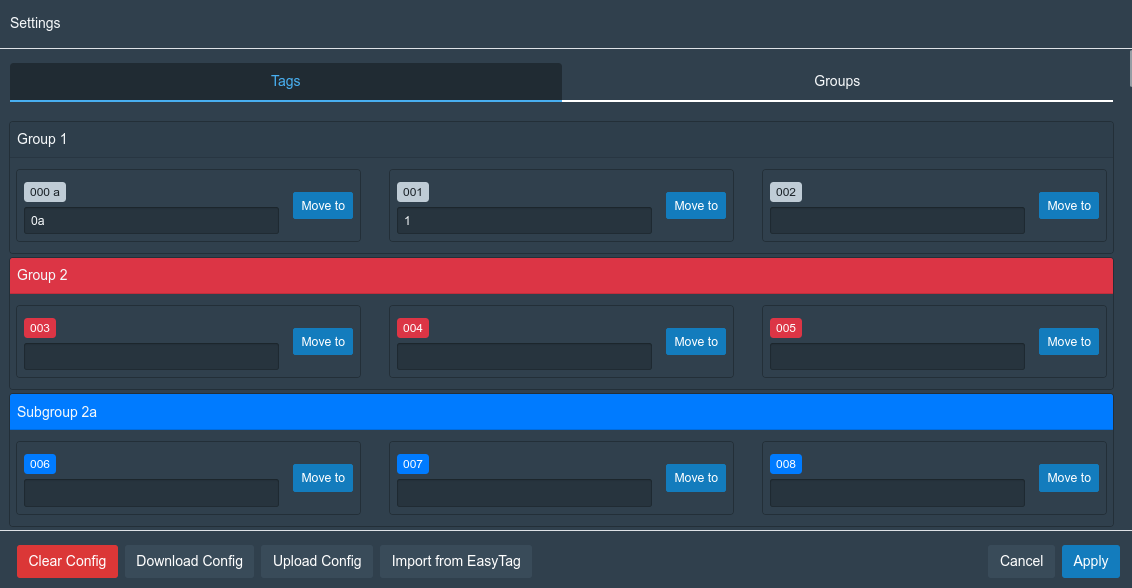 Settings
Tags
Groups
Group 1
000 a
0a
Move to
001
1
Move to
002
Move to
Group 2
003
Move to
004
Move to
005
Move to
Subgroup 2a
006
Move to
007
Move to
008
Move to
Clear Config
Download Config
Upload Config
Import from EasyTag
Cancel
Apply